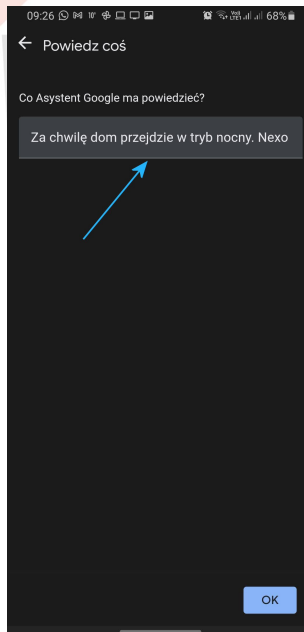 09:26 68%
Powiedz coś
Co Asystent Google ma powiedzieć?
Za chwilę dom przejdzie w tryb nocny. Nexo
OK